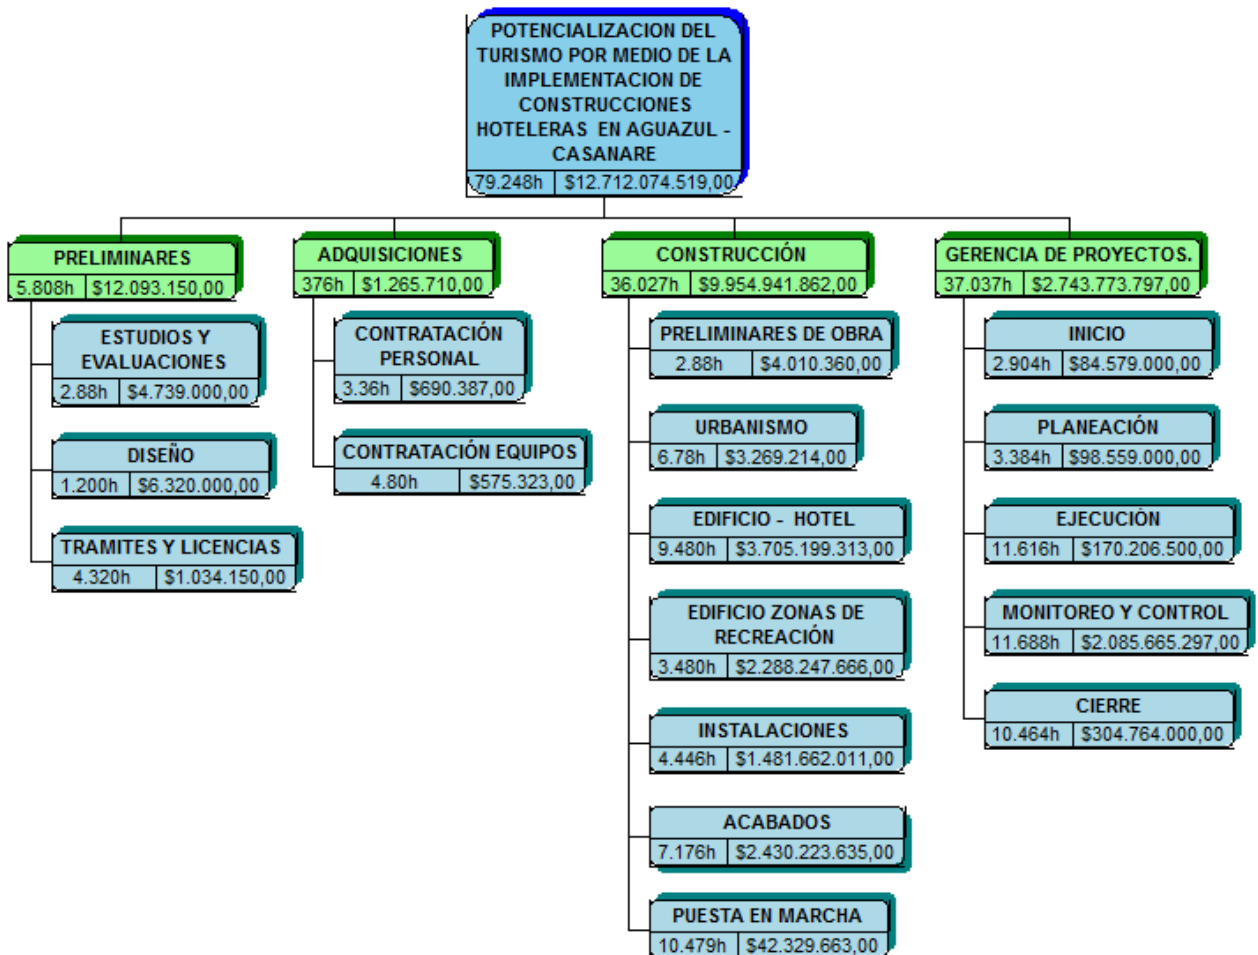 POTENCIALIZACION DEL
TURISMO POR MEDIO DE LA
IMPLEMENTACION DE
CONSTRUCCIONES
HOTELERAS EN AGUAZUL -
CASANARE
79.248h $12.712.074.519,00
PRELIMINARES
5.808h $12.093.150,00
ESTUDIOS Y
EVALUACIONES
2.88h $4.739.000,00
DISEÑO
1.200h $6.320.000,00
TRAMITES Y LICENCIAS
4.320h $1.034.150,00
ADQUISICIONES
376h $1.265.710,00
CONTRATACIÓN
PERSONAL
3.36h $690.387,00
CONTRATACIÓN EQUIPOS
4.80h $575.323,00
CONSTRUCCIÓN
36.027h $9.954.941.862,00
PRELIMINARES DE OBRA
2.88h $4.010.360,00
URBANISMO
6.78h $3.269.214,00
EDIFICIO - HOTEL
9.480h $3.705.199.313,00
EDIFICIO ZONAS DE
RECREACIÓN
3.480h $2.288.247.666,00
INSTALACIONES
4.446h $1.481.662.011,00
ACABADOS
7.176h $2.430.223.635,00
PUESTA EN MARCHA
10.479h $42.329.663,00
GERENCIA DE PROYECTOS.
37.037h $2.743.773.797,00
INICIO
2.904h $84.579.000,00
PLANEACIÓN
3.384h $98.559.000,00
EJECUCIÓN
11.616h $170.206.500,00
MONITOREO Y CONTROL
11.688h $2.085.665.297,00
CIERRE
10.464h $304.764.000,00